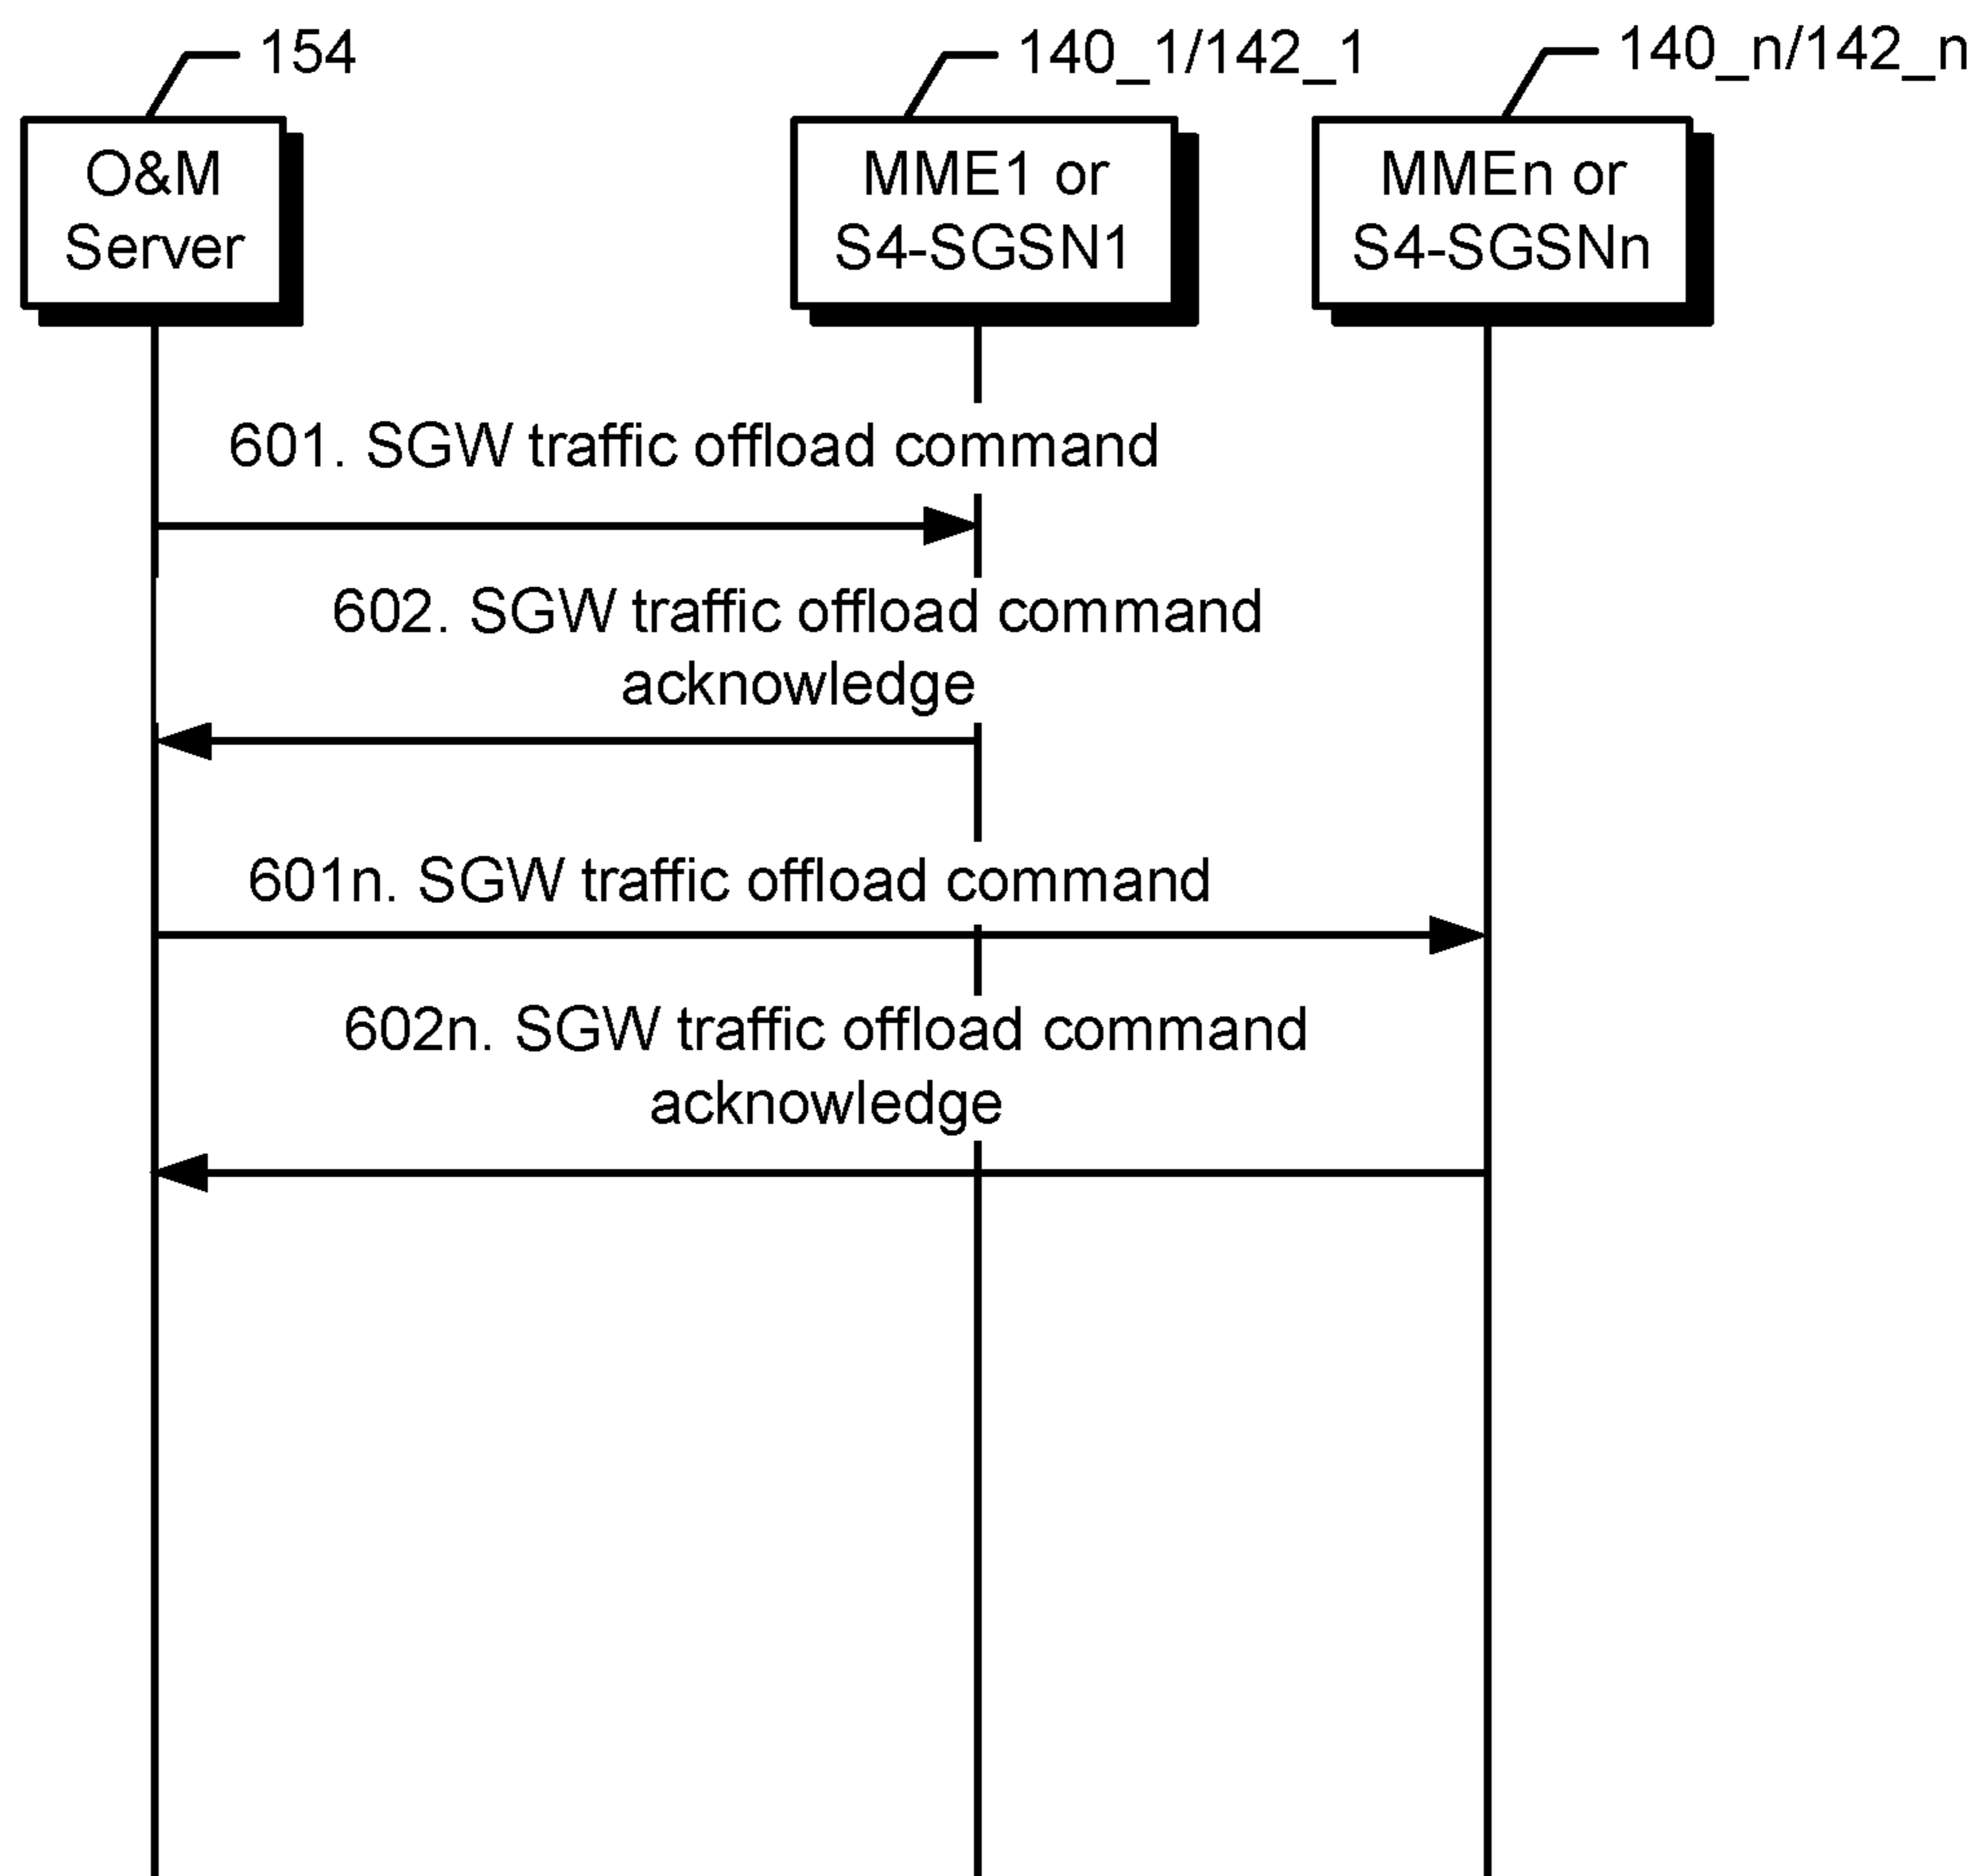 154
140_1/142_1
140_n/142_n
O&M
Server
MME1 or
S4-SGSN1
MMEn or
S4-SGSNn
601. SGW traffic offload command
602. SGW traffic offload command
acknowledge
601n. SGW traffic offload command
602n. SGW traffic offload command
acknowledge